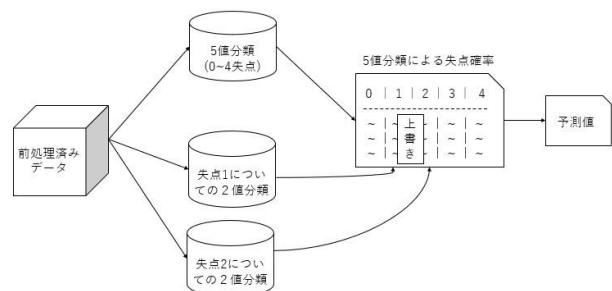 前処理済み
データ
5値分類
(0~4失点)
失点1につい
ての２値分類
失点2につい
ての２値分類
5値分類による失点確率
0 | 1 | 2 | 3 | 4
~ | ~ | ~ | ~ | ~
~ | ~ | ~ | ~ | ~
~ | ~ | ~ | ~ | ~
上
書
き
予測値